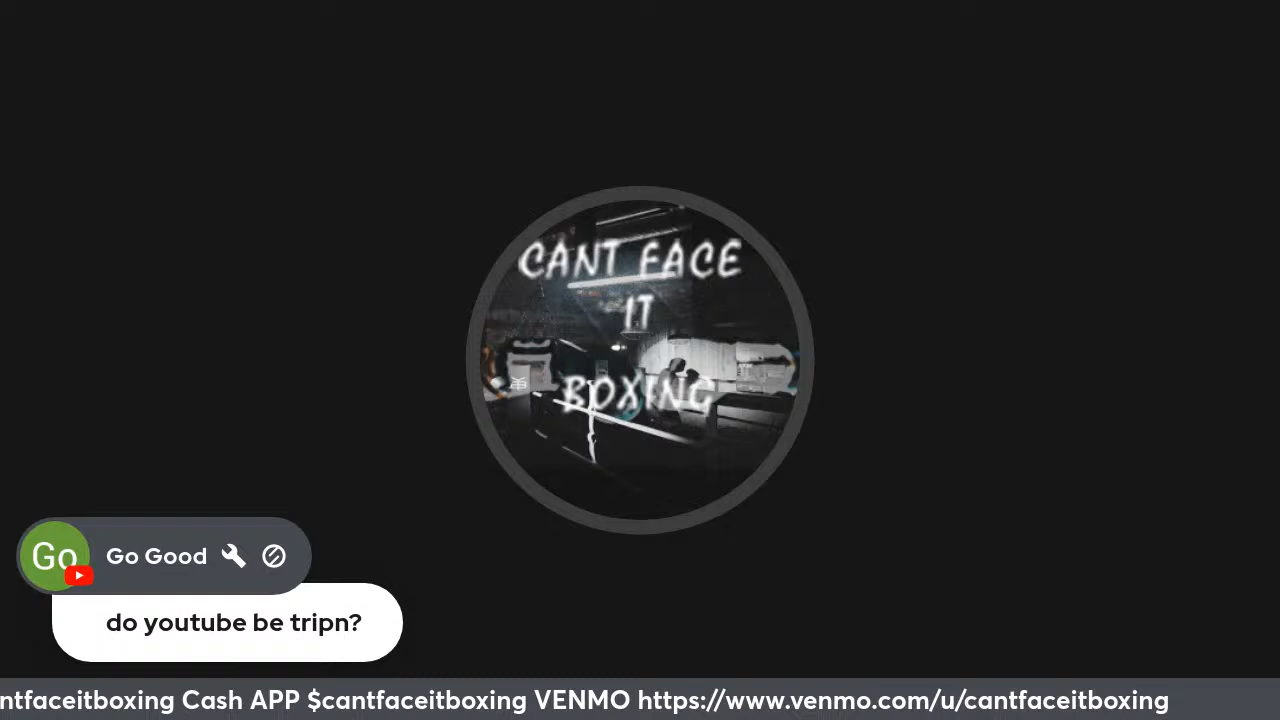 CANT FACE
IT
BOXING
Go
Go Good
do youtube be tripn?
ntfaceitboxing Cash APP $cantfaceitboxing VENMO https://www.venmo.com/u/cantfaceitboxing